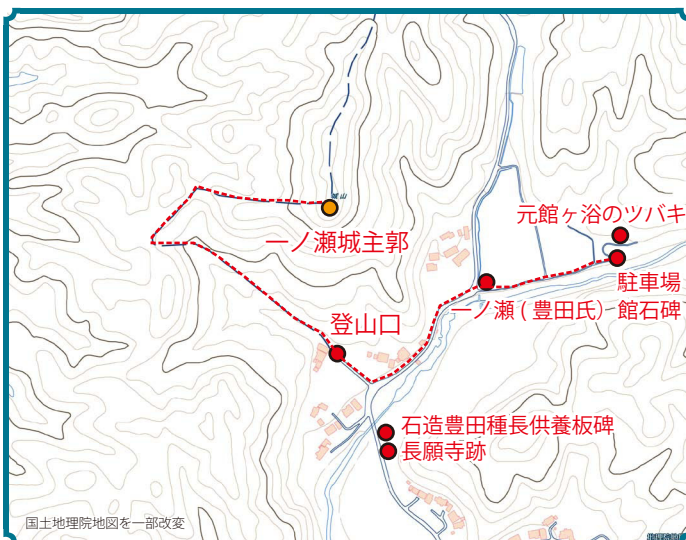 元館ヶ浴のツバキ
一ノ瀬城主郭
駐車場
一ノ瀬(豊田氏)館石碑
登山口
石造豊田種長供養板碑
長願寺跡
国土地理院地図を一部改変